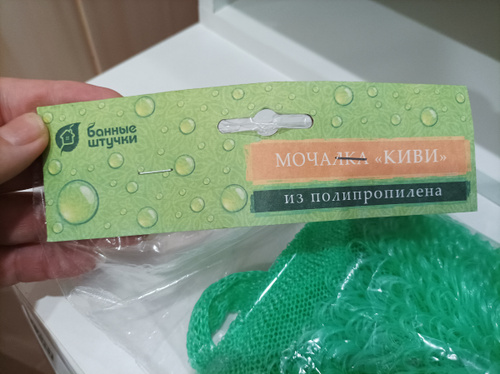 банные
штучки
МОЧАЛКА «КИВИ»
из полипропилена